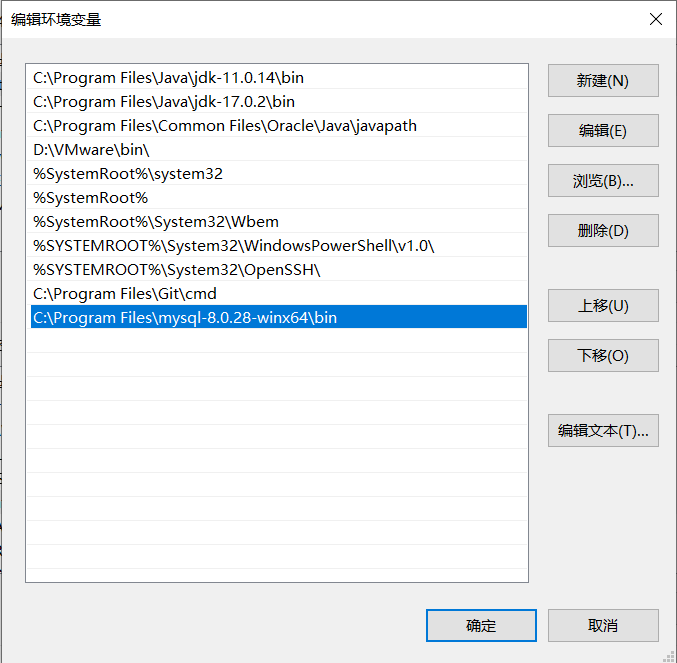 编辑环境变量
C:\Program Files\Java\jdk-11.0.14\bin
C:\Program Files\Java\jdk-17.0.2\bin
C:\Program Files\Common Files\Oracle\Java\javapath
D:\VMware\bin\
%SystemRoot%\system32
%SystemRoot%
%SystemRoot%\System32\Wbem
%SYSTEMROOT%\System32\WindowsPowerShell\v1.0\
%SYSTEMROOT%\System32\OpenSSH\
C:\Program Files\Git\cmd
C:\Program Files\mysql-8.0.28-winx64\bin
新建(N)
编辑(E)
浏览(B)...
删除(D)
上移(U)
下移(O)
编辑文本(T)...
确定
取消